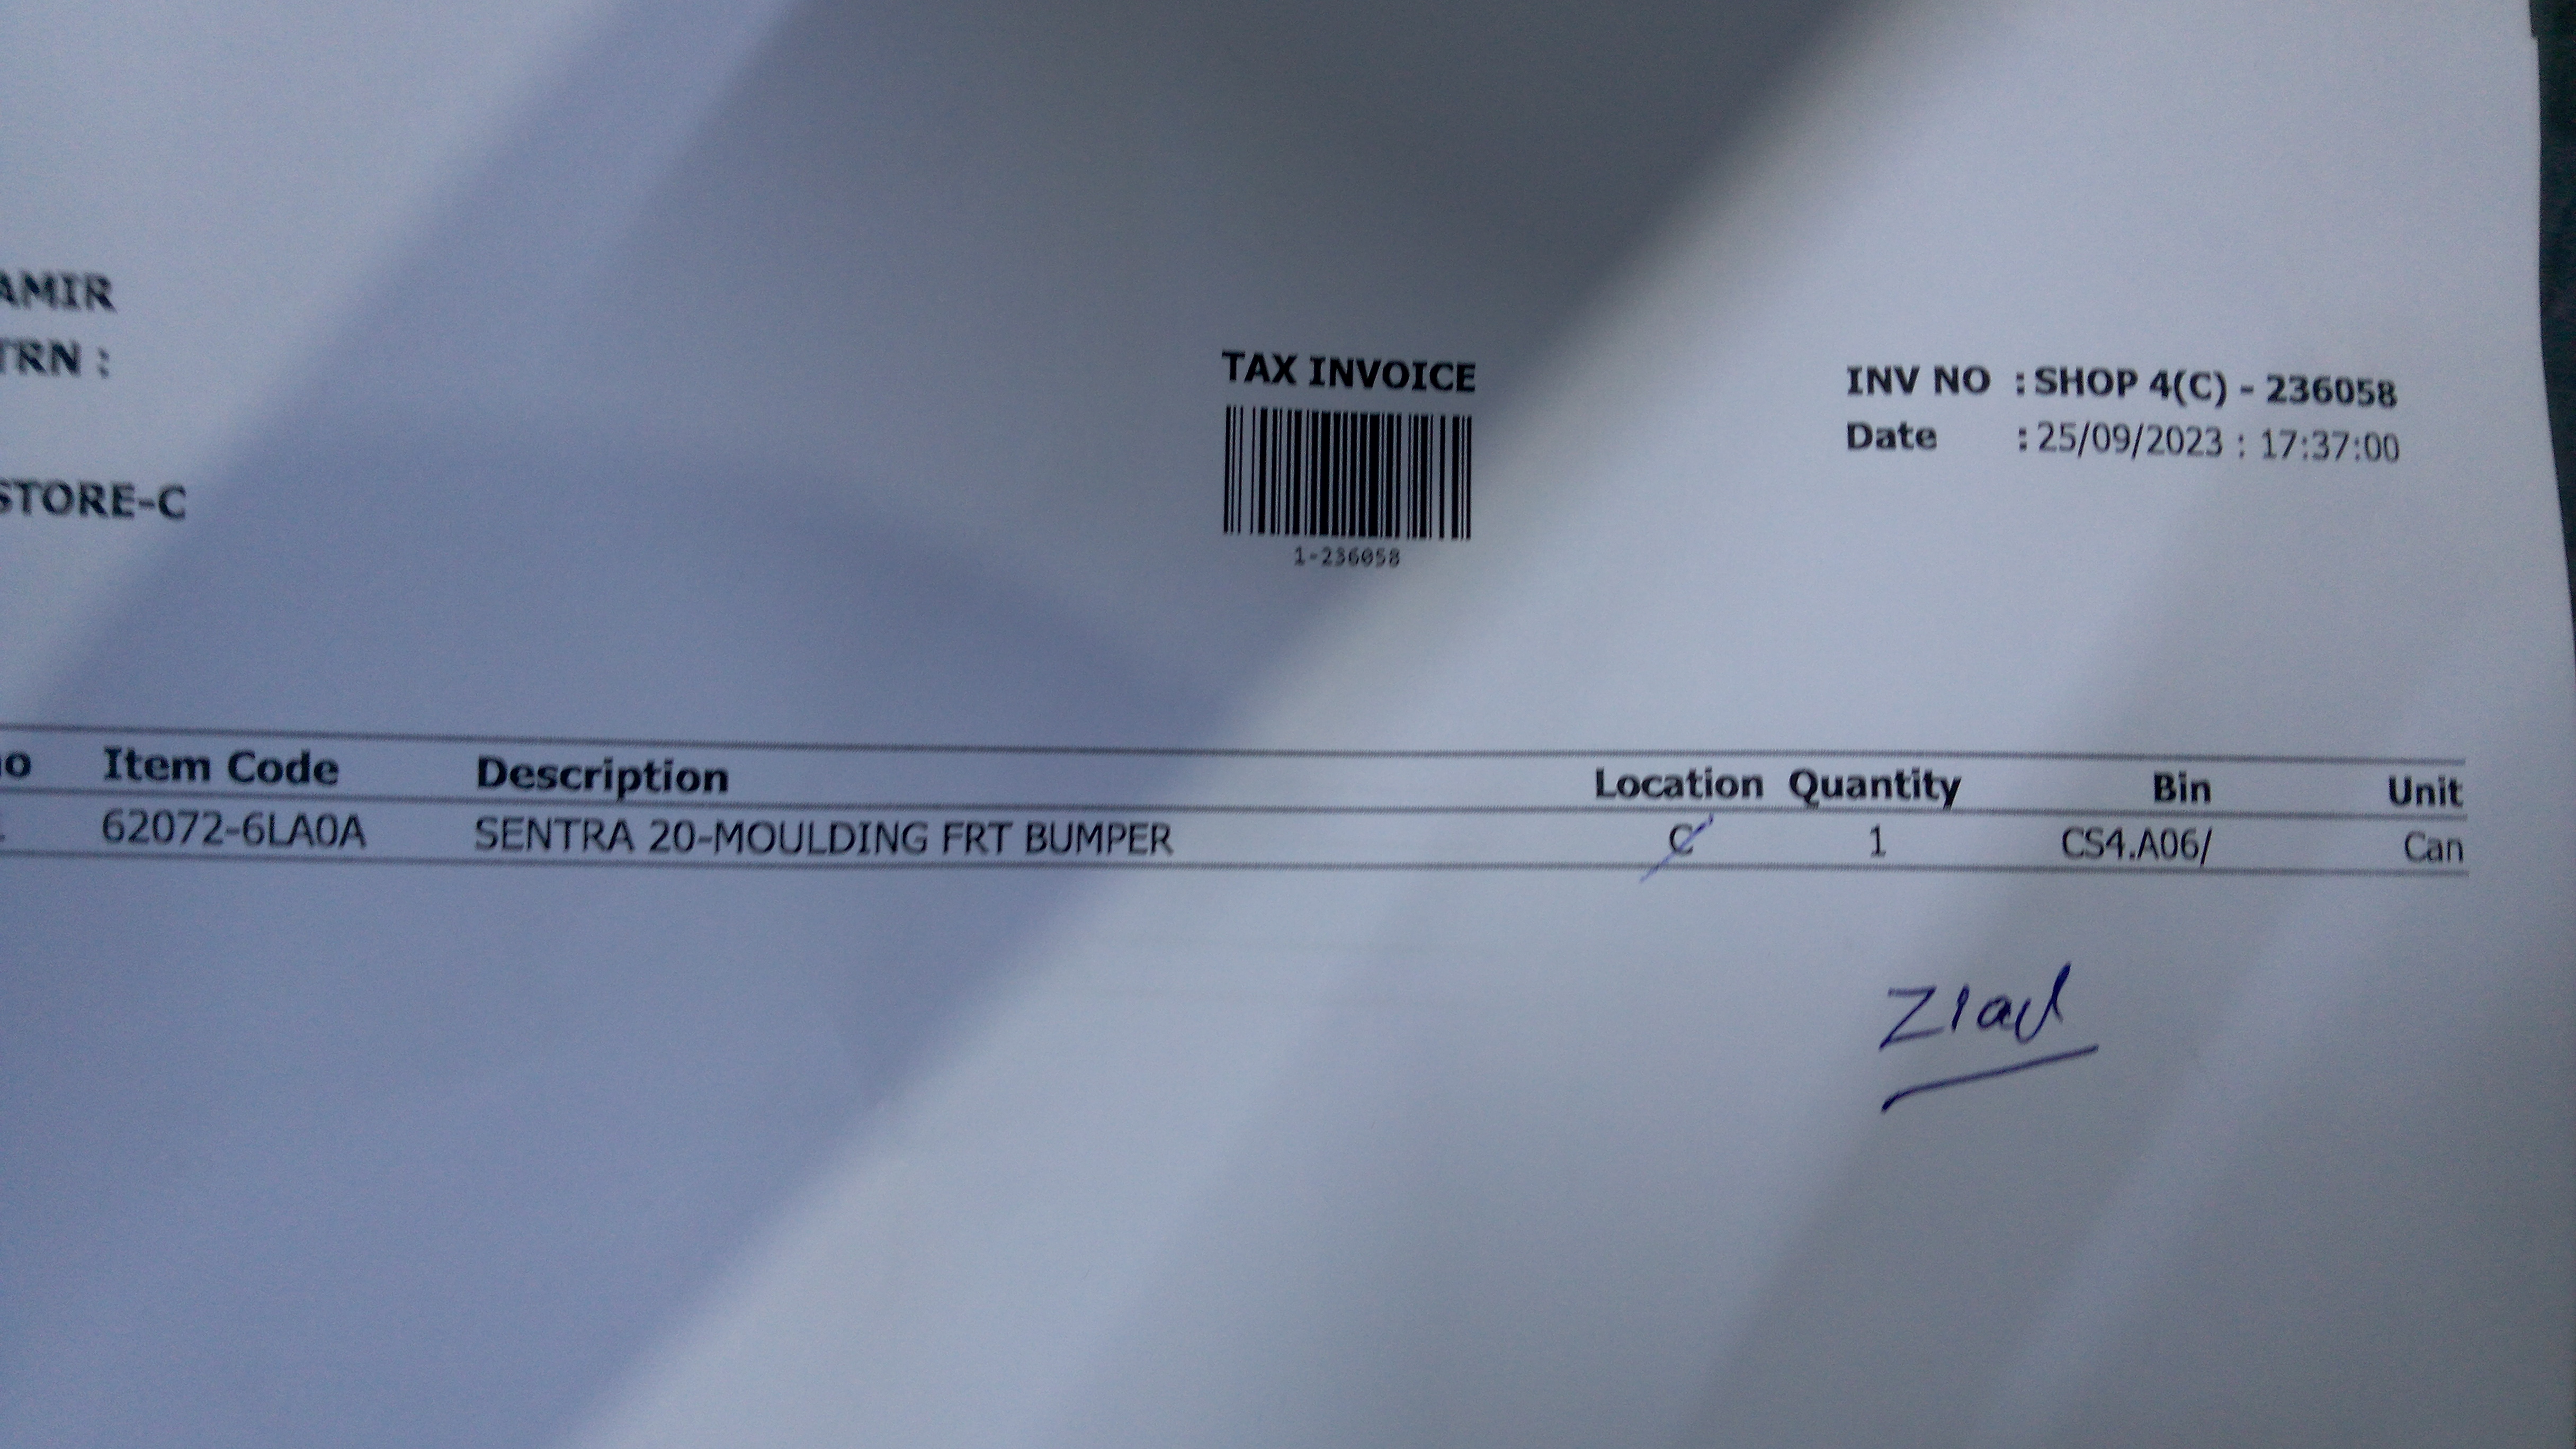 AMIR
TRN :
TAX INVOICE
INV NO : SHOP 4(C) - 236058
Date : 25/09/2023 : 17:37:00
STORE-C
1-236058
no Item Code Description Location Quantity Bin Unit
62072-6LA0A SENTRA 20-MOULDING FRT BUMPER C 1 CS4.A06/ Can
Ziad